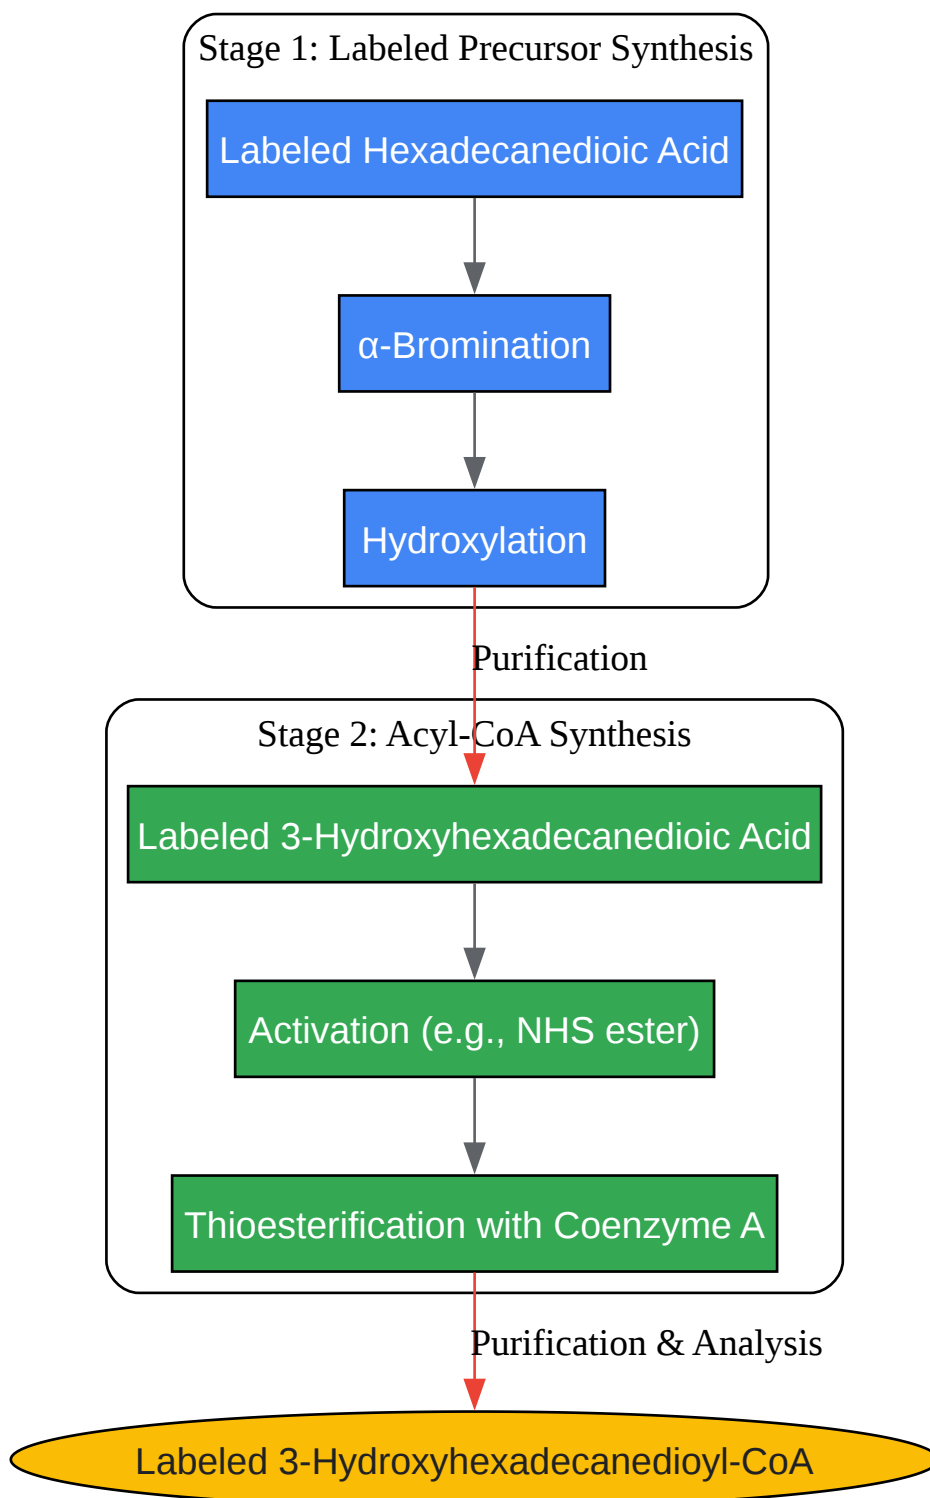 Stage 1: Labeled Precursor Synthesis
Labeled Hexadecanedioic Acid
α-Bromination
Hydroxylation
Purification
Stage 2: Acyl-CoA Synthesis
Labeled 3-Hydroxyhexadecanedioic Acid
Activation (e.g., NHS ester)
Thioesterification with Coenzyme A
Purification & Analysis
Labeled 3-Hydroxyhexadecanedioyl-CoA